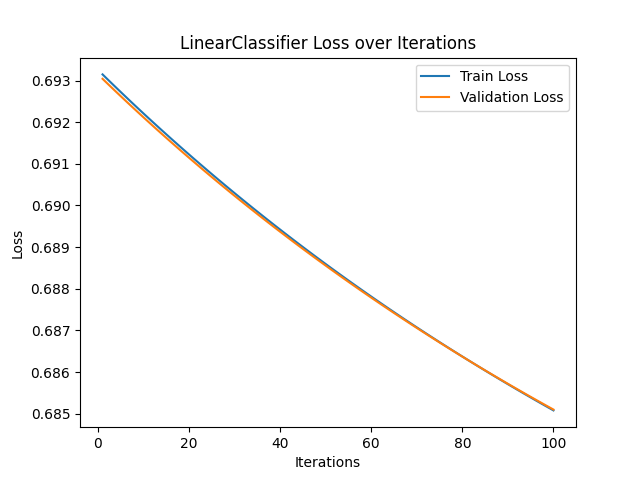 LinearClassifier Loss over Iterations
Train Loss
Validation Loss
0.693
0.692
0.691
0.690
0.689
0.688
0.687
0.686
0.685
Loss
0 20 40 60 80 100
Iterations